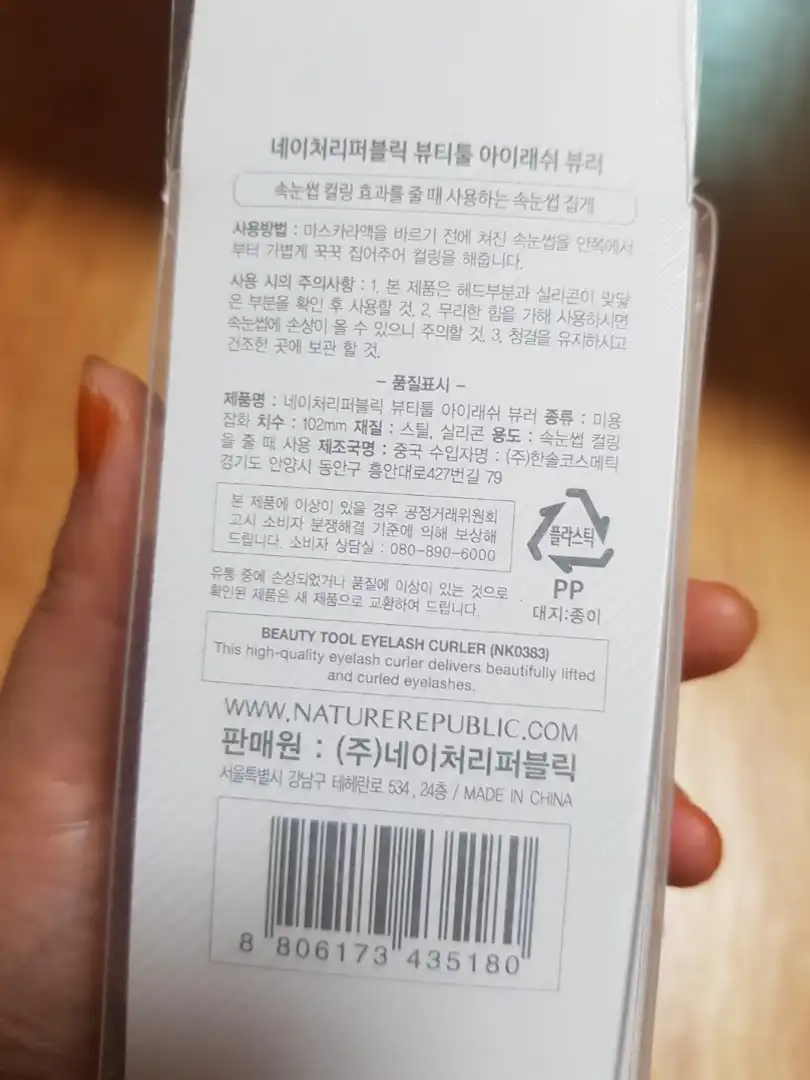 네이처리퍼블릭 뷰티툴 아이래쉬 뷰러
속눈썹 컬링 효과를 줄 때 사용하는 속눈썹 집게
사용방법 : 마스카라액을 바르기 전에 쳐진 속눈썹을 안쪽에서
부터 가볍게 꾹꾹 집어주어 컬링을 해줍니다.
사용 시의 주의사항 : 1. 본 제품은 헤드부분과 실리콘이 맞닿
은 부분을 확인 후 사용할 것. 2. 무리한 힘을 가해 사용하시면
속눈썹에 손상이 올 수 있으니 주의할 것. 3. 청결을 유지하시고
건조한 곳에 보관 할 것.
- 품질표시 -
제품명 : 네이처리퍼블릭 뷰티툴 아이래쉬 뷰러 종류 : 미용
잡화 치수 : 102mm 재질 : 스틸, 실리콘 용도 : 속눈썹 컬링
을 줄 때 사용 제조국명 : 중국 수입자명 : (주)한솔코스메틱
경기도 안양시 동안구 흥안대로427번길 79
본 제품에 이상이 있을 경우 공정거래위원회
고시 소비자 분쟁해결 기준에 의해 보상해
드립니다. 소비자 상담실 : 080-890-6000
플라스틱
PP
대지:종이
유통 중에 손상되었거나 품질에 이상이 있는 것으로
확인된 제품은 새 제품으로 교환하여 드립니다.
BEAUTY TOOL EYELASH CURLER (NK0383)
This high-quality eyelash curler delivers beautifully lifted
and curled eyelashes.
WWW.NATUREREPUBLIC.COM
판매원 : (주)네이처리퍼블릭
서울특별시 강남구 테헤란로 534, 24층 / MADE IN CHINA
8 806173 435180